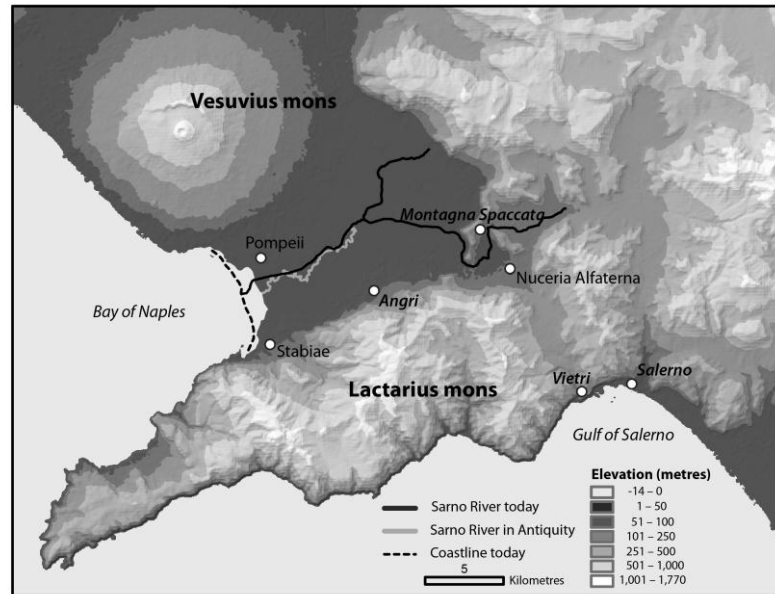 Vesuvius mons
Montagna Spaccata
Pompeii
Nuceria Alfaterna
Angri
Bay of Naples
Stabiae
Lactarius mons
Vietri
Salerno
Gulf of Salerno
Elevation (metres)
-14 – 0
1 – 50
51 – 100
101 – 250
251 – 500
501 – 1,000
1,001 – 1,770
Sarno River today
Sarno River in Antiquity
Coastline today
5
Kilometres